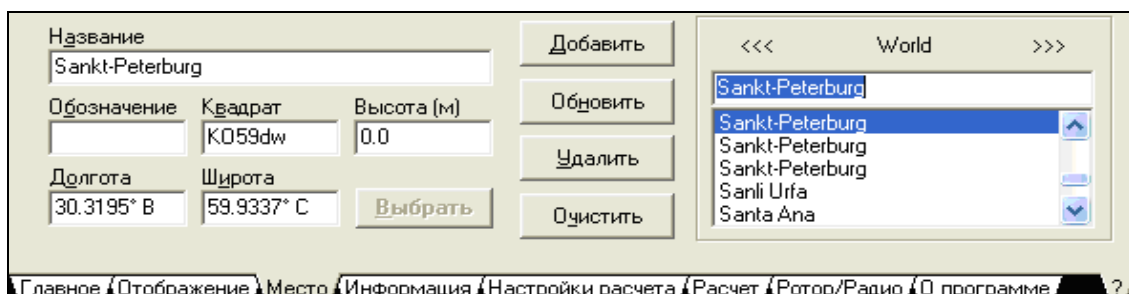 Название
Sankt-Peterburg
Обозначение Квадрат Высота (м)
KO59dw 0.0
Долгота Широта
30.3195° В 59.9337° С Выбрать
Добавить
Обновить
Удалить
Очистить
<<< World >>>
Sankt-Peterburg
Sankt-Peterburg
Sankt-Peterburg
Sankt-Peterburg
Sanli Urfa
Santa Ana
Главное Отображение Место Информация Настройки расчета Расчет Ротор/Радио О программе ?